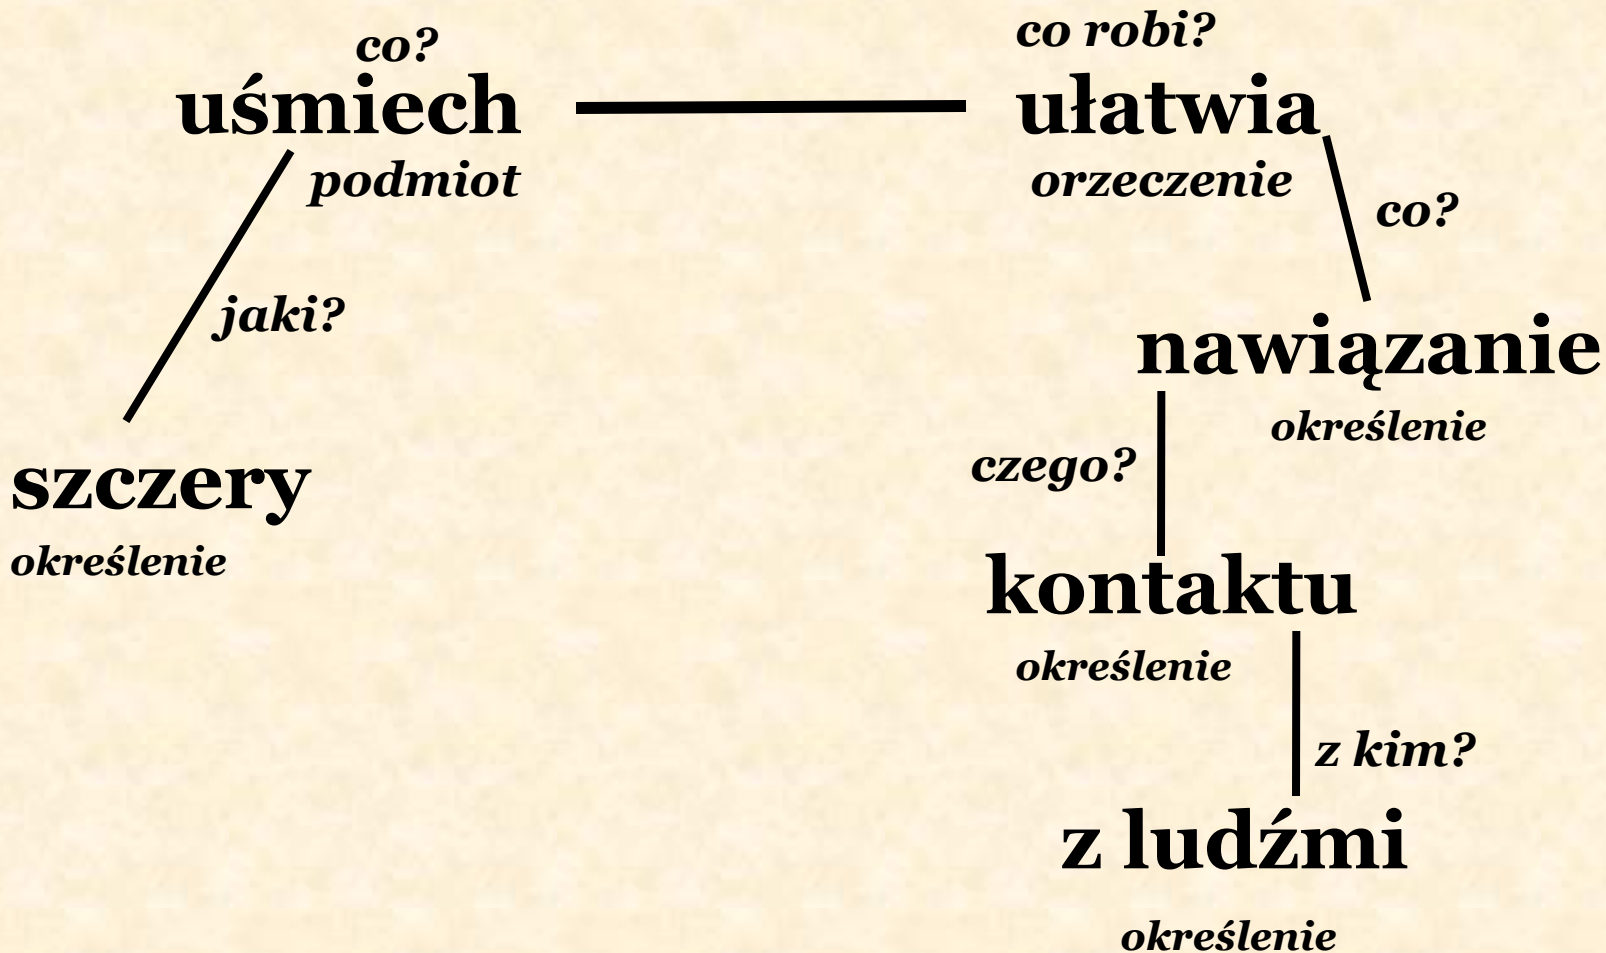 co?
uśmiech
podmiot
jaki?
szczery
określenie
co robi?
ułatwia
orzeczenie
co?
nawiązanie
określenie
czego?
kontaktu
określenie
z kim?
z ludźmi
określenie